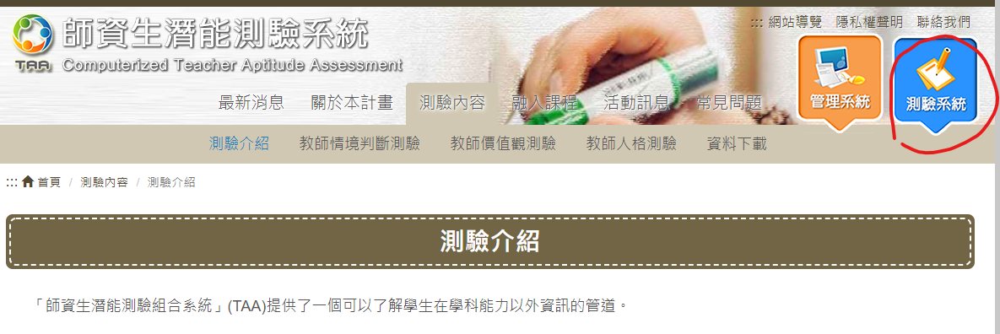 師資生潛能測驗系統
TAA Computerized Teacher Aptitude Assessment
::: 網站導覽 隱私權聲明 聯絡我們
管理系統 測驗系統
最新消息 關於本計畫 測驗內容 融入課程 活動訊息 常見問題
測驗介紹 教師情境判斷測驗 教師價值觀測驗 教師人格測驗 資料下載
::: 首頁 / 測驗內容 / 測驗介紹
測驗介紹
「師資生潛能測驗組合系統」(TAA)提供了一個可以了解學生在學科能力以外資訊的管道。